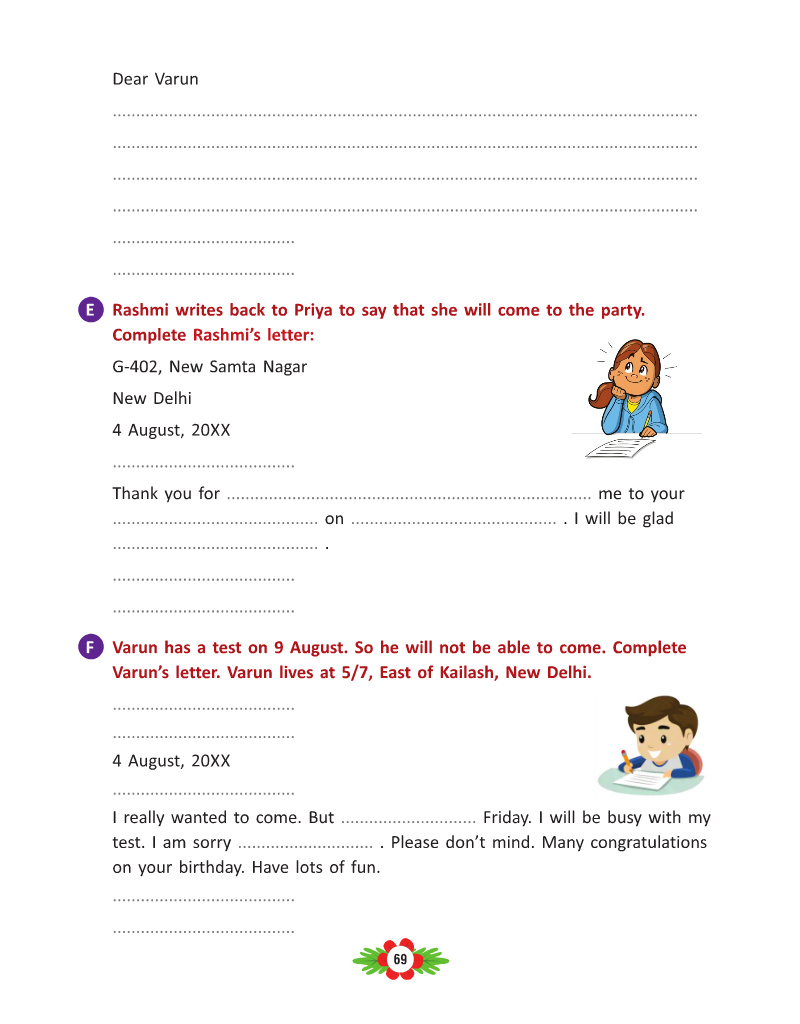 Dear Varun
....................................................................................................................................
....................................................................................................................................
....................................................................................................................................
....................................................................................................................................
.......................................
.......................................
E Rashmi writes back to Priya to say that she will come to the party.
Complete Rashmi’s letter:
G-402, New Samta Nagar
New Delhi
4 August, 20XX
.......................................
Thank you for .............................................................................. me to your
............................................ on ............................................ . I will be glad
............................................ .
.......................................
.......................................
F Varun has a test on 9 August. So he will not be able to come. Complete
Varun’s letter. Varun lives at 5/7, East of Kailash, New Delhi.
.......................................
.......................................
4 August, 20XX
.......................................
I really wanted to come. But ............................. Friday. I will be busy with my
test. I am sorry ............................. . Please don’t mind. Many congratulations
on your birthday. Have lots of fun.
.......................................
.......................................
69